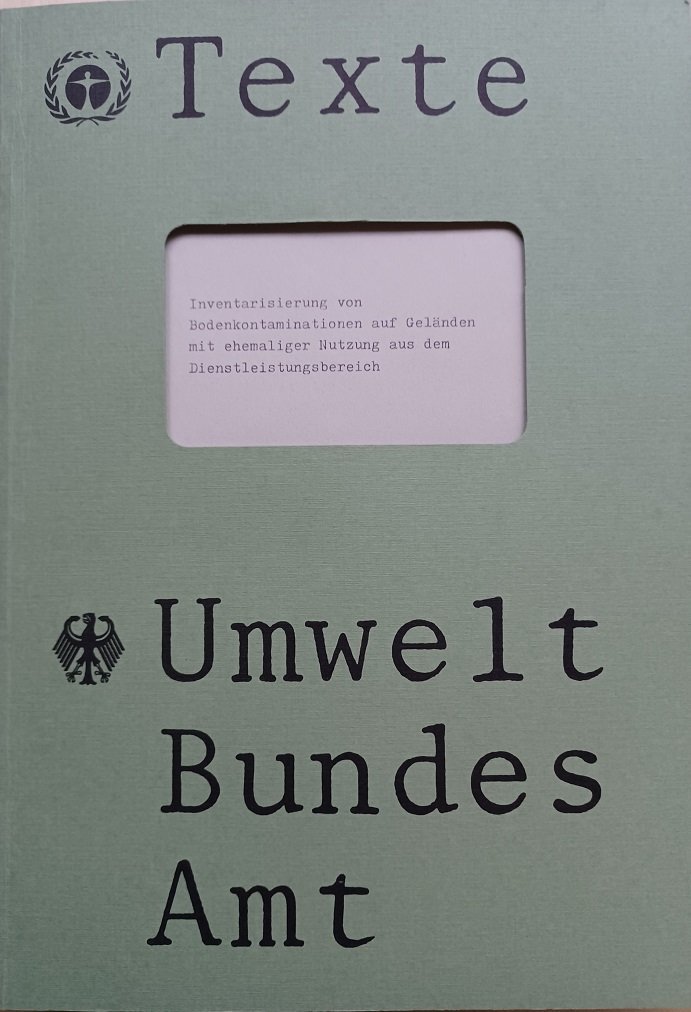 Texte
Inventarisierung von
Bodenkontaminationen auf Geländen
mit ehemaliger Nutzung aus dem
Dienstleistungsbereich
Umwelt
Bundes
Amt